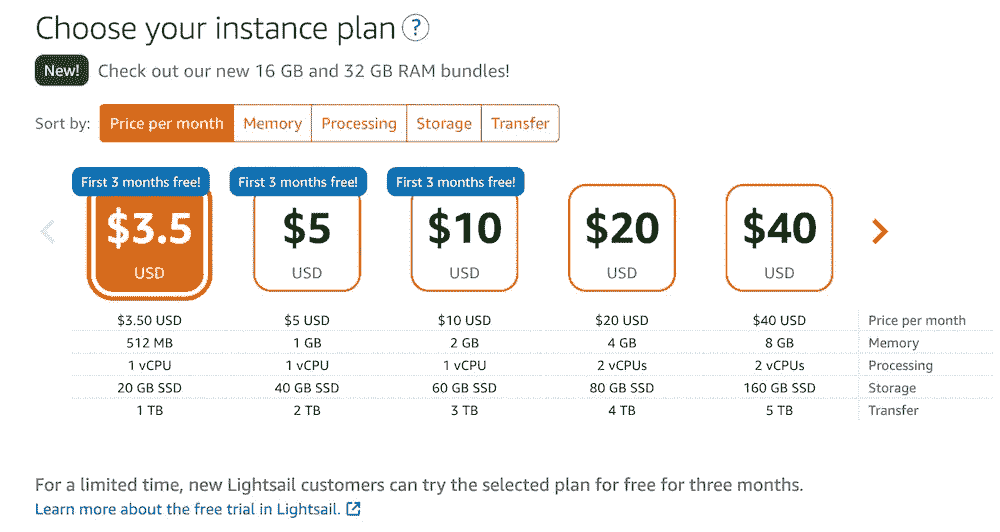 Choose your instance plan ?
New! Check out our new 16 GB and 32 GB RAM bundles!
Sort by: Price per month Memory Processing Storage Transfer
First 3 months free! First 3 months free! First 3 months free!
$3.5 $5 $10 $20 $40
USD USD USD USD USD
$3.50 USD $5 USD $10 USD $20 USD $40 USD Price per month
512 MB 1 GB 2 GB 4 GB 8 GB Memory
1 vCPU 1 vCPU 1 vCPU 2 vCPUs 2 vCPUs Processing
20 GB SSD 40 GB SSD 60 GB SSD 80 GB SSD 160 GB SSD Storage
1 TB 2 TB 3 TB 4 TB 5 TB Transfer
For a limited time, new Lightsail customers can try the selected plan for free for three months.
Learn more about the free trial in Lightsail.